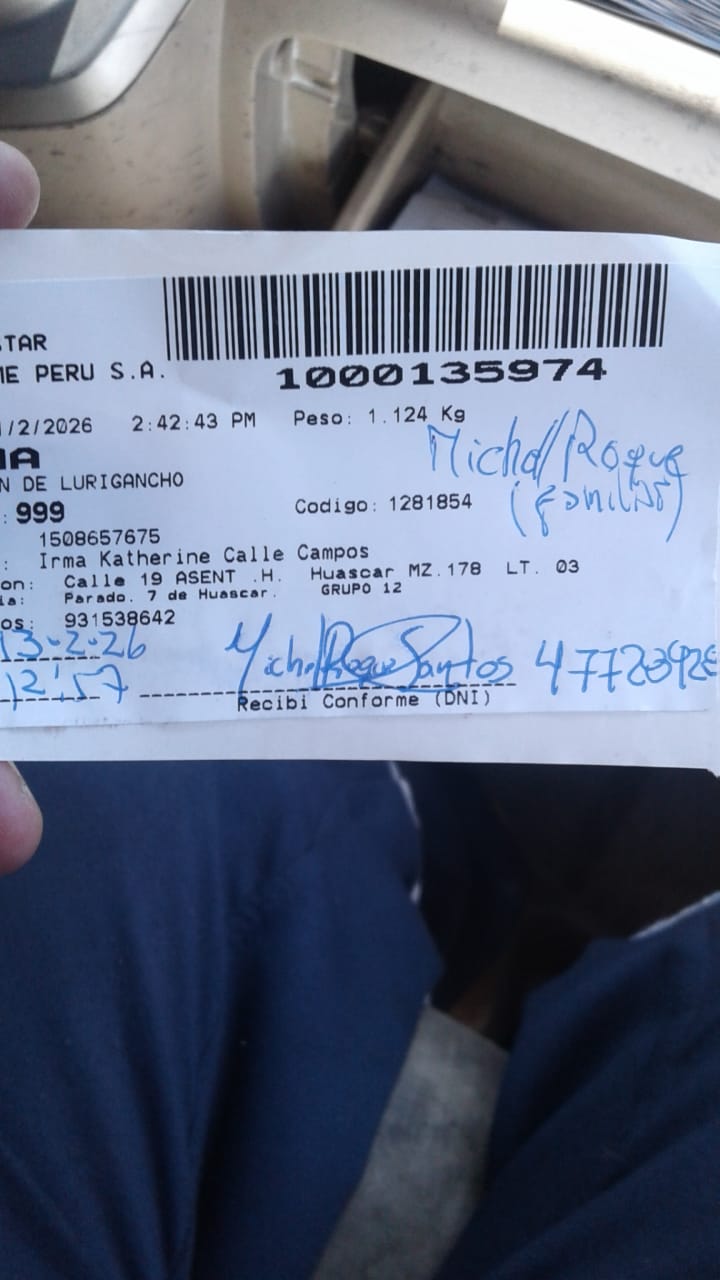 TAR
ME PERU S.A.
1000135974
/2/2026 2:42:43 PM Peso: 1.124 Kg
Michel Roque
N DE LURIGANCHO
(familiar)
: 999 Codigo: 1281854
1508657675
: Irma Katherine Calle Campos
on: Calle 19 ASENT .H. Huascar MZ.178 LT. 03
ia: Parado. 7 de Huascar. GRUPO 12
os: 931538642
13-2-26
Michel Roque Santos
12:57
Recibi Conforme (DNI)